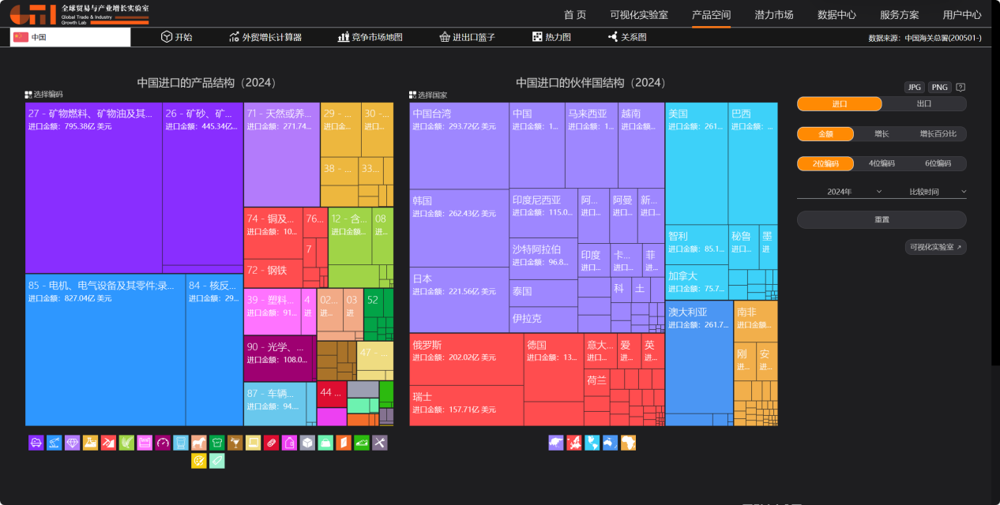 GTI
全球贸易与产业增长实验室
Global Trade & Industry
Growth Lab
首 页
可视化实验室
产品空间
潜力市场
数据中心
服务方案
用户中心
中国
开始
外贸增长计算器
竞争市场地图
进出口篮子
热力图
关系图
数据来源：中国海关总署(200501-)
中国进口的产品结构（2024）
选择编码
27 - 矿物燃料、矿物油及其...
进口金额：795.38亿 美元
26 - 矿砂、矿...
进口金额：445.34亿...
71 - 天然或养...
进口金额：271.74...
29 - ...
进口金...
30 - ...
进口...
38 - ...
33...
74 - 铜及...
进口金额：10...
76...
7
72 - 钢铁
12 - 含...
进口金额...
08
进...
85 - 电机、电气设备及其零件;录...
进口金额：827.04亿 美元
84 - 核反...
进口金额：29...
39 - 塑料...
进口金额：91...
4
进
02...
进...
03
进
52
90 - 光学、...
进口金额：108.0...
47 - ...
87 - 车辆...
进口金额：94....
44 ...
中国进口的伙伴国结构（2024）
选择国家
中国台湾
进口金额：293.72亿 美元
中国
进口金额：1...
马来西亚
进口金额：1...
越南
进口金额...
美国
进口金额：261...
巴西
进口金额：...
韩国
进口金额：262.43亿 美元
印度尼西亚
进口金额：115.0...
阿...
进口...
阿曼
进口...
新...
进口...
沙特阿拉伯
进口金额：96.8...
印度
进口...
卡...
进口...
菲
进...
智利
进口金额：85.1...
秘鲁
进口...
墨
进
日本
进口金额：221.56亿 美元
泰国
科
土
加拿大
进口金额：75.7...
伊拉克
澳大利亚
进口金额：261.7...
南非
进口金额...
俄罗斯
进口金额：202.02亿 美元
德国
进口金额：13...
意大...
进口...
爱
进...
英
进...
刚
进...
安
进...
荷兰
瑞士
进口金额：157.71亿 美元
JPG
PNG
?
进口
出口
金额
增长
增长百分比
2位编码
4位编码
6位编码
2024年
比较时间
重置
可视化实验室 ↗